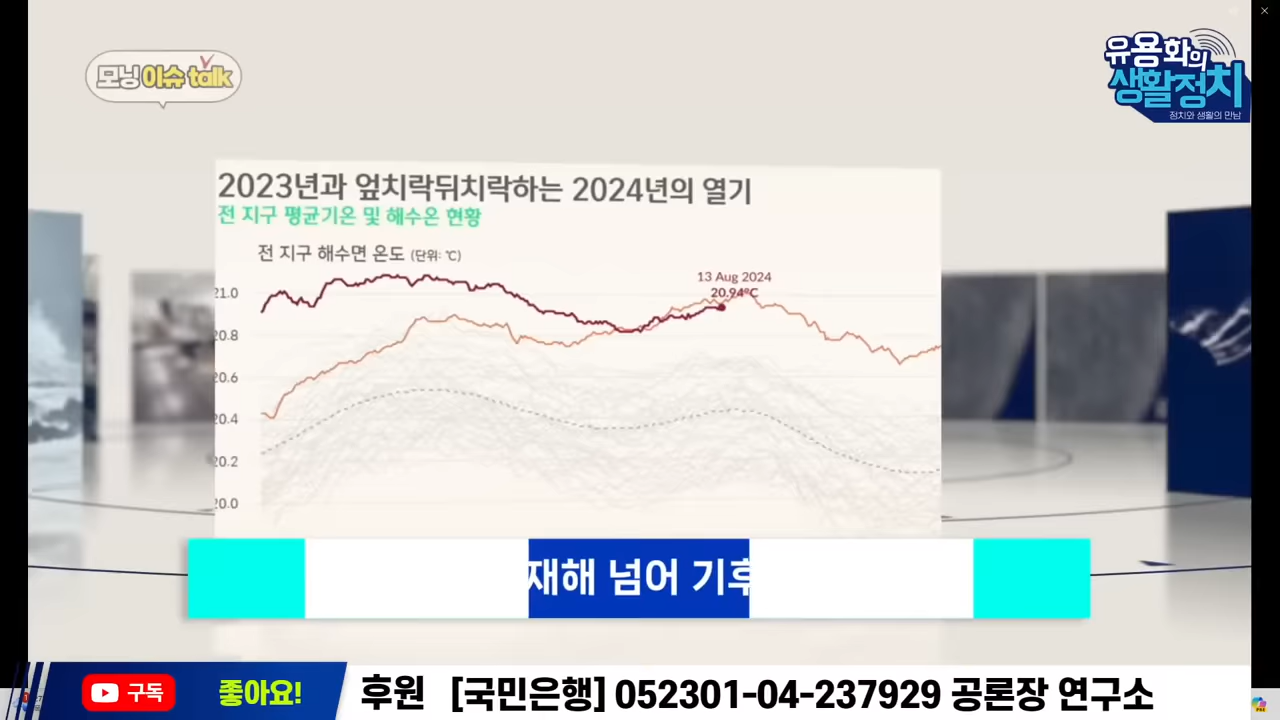 모닝이슈 talk
유용화의
생활정치
정치와 생활의 만남
2023년과 엎치락뒤치락하는 2024년의 열기
전 지구 평균기온 및 해수온 현황
전 지구 해수면 온도 (단위: ℃)
13 Aug 2024
20.94ºC
21.0
20.8
20.6
20.4
20.2
20.0
재해 넘어 기후
구독
좋아요!
후원 [국민은행] 052301-04-237929 공론장 연구소